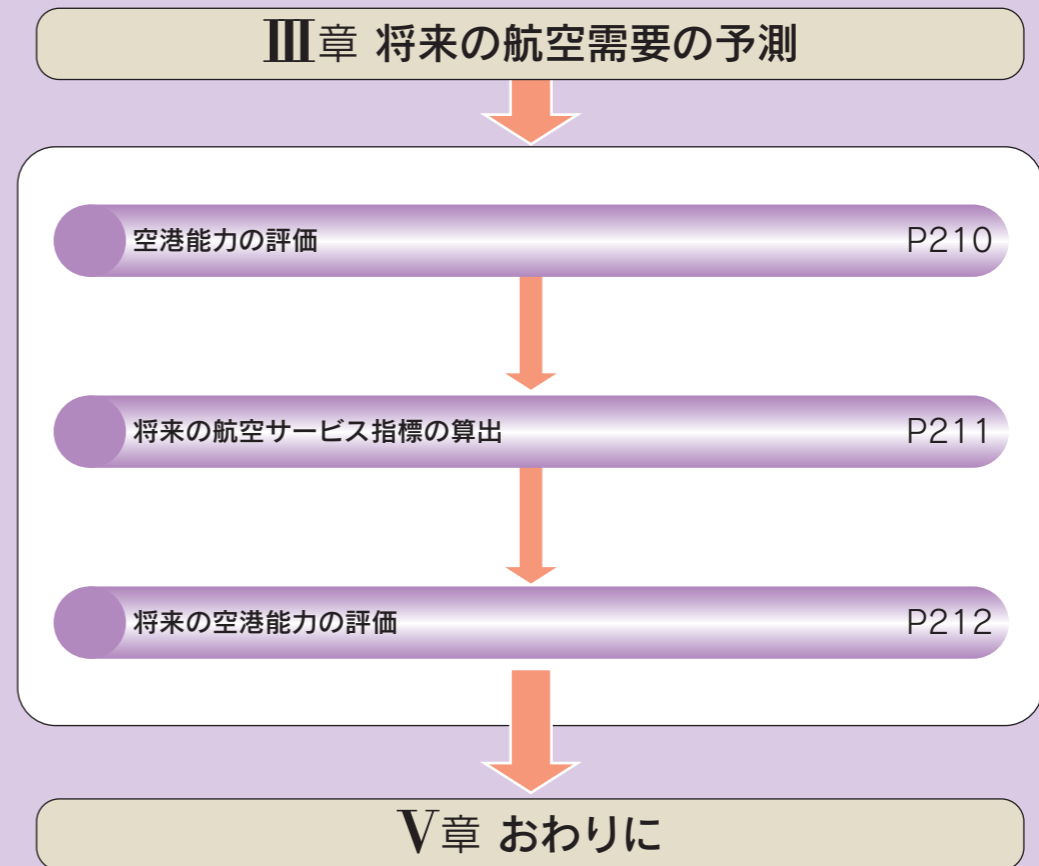 Ⅲ章 将来の航空需要の予測
空港能力の評価 P210
将来の航空サービス指標の算出 P211
将来の空港能力の評価 P212
Ⅴ章 おわりに